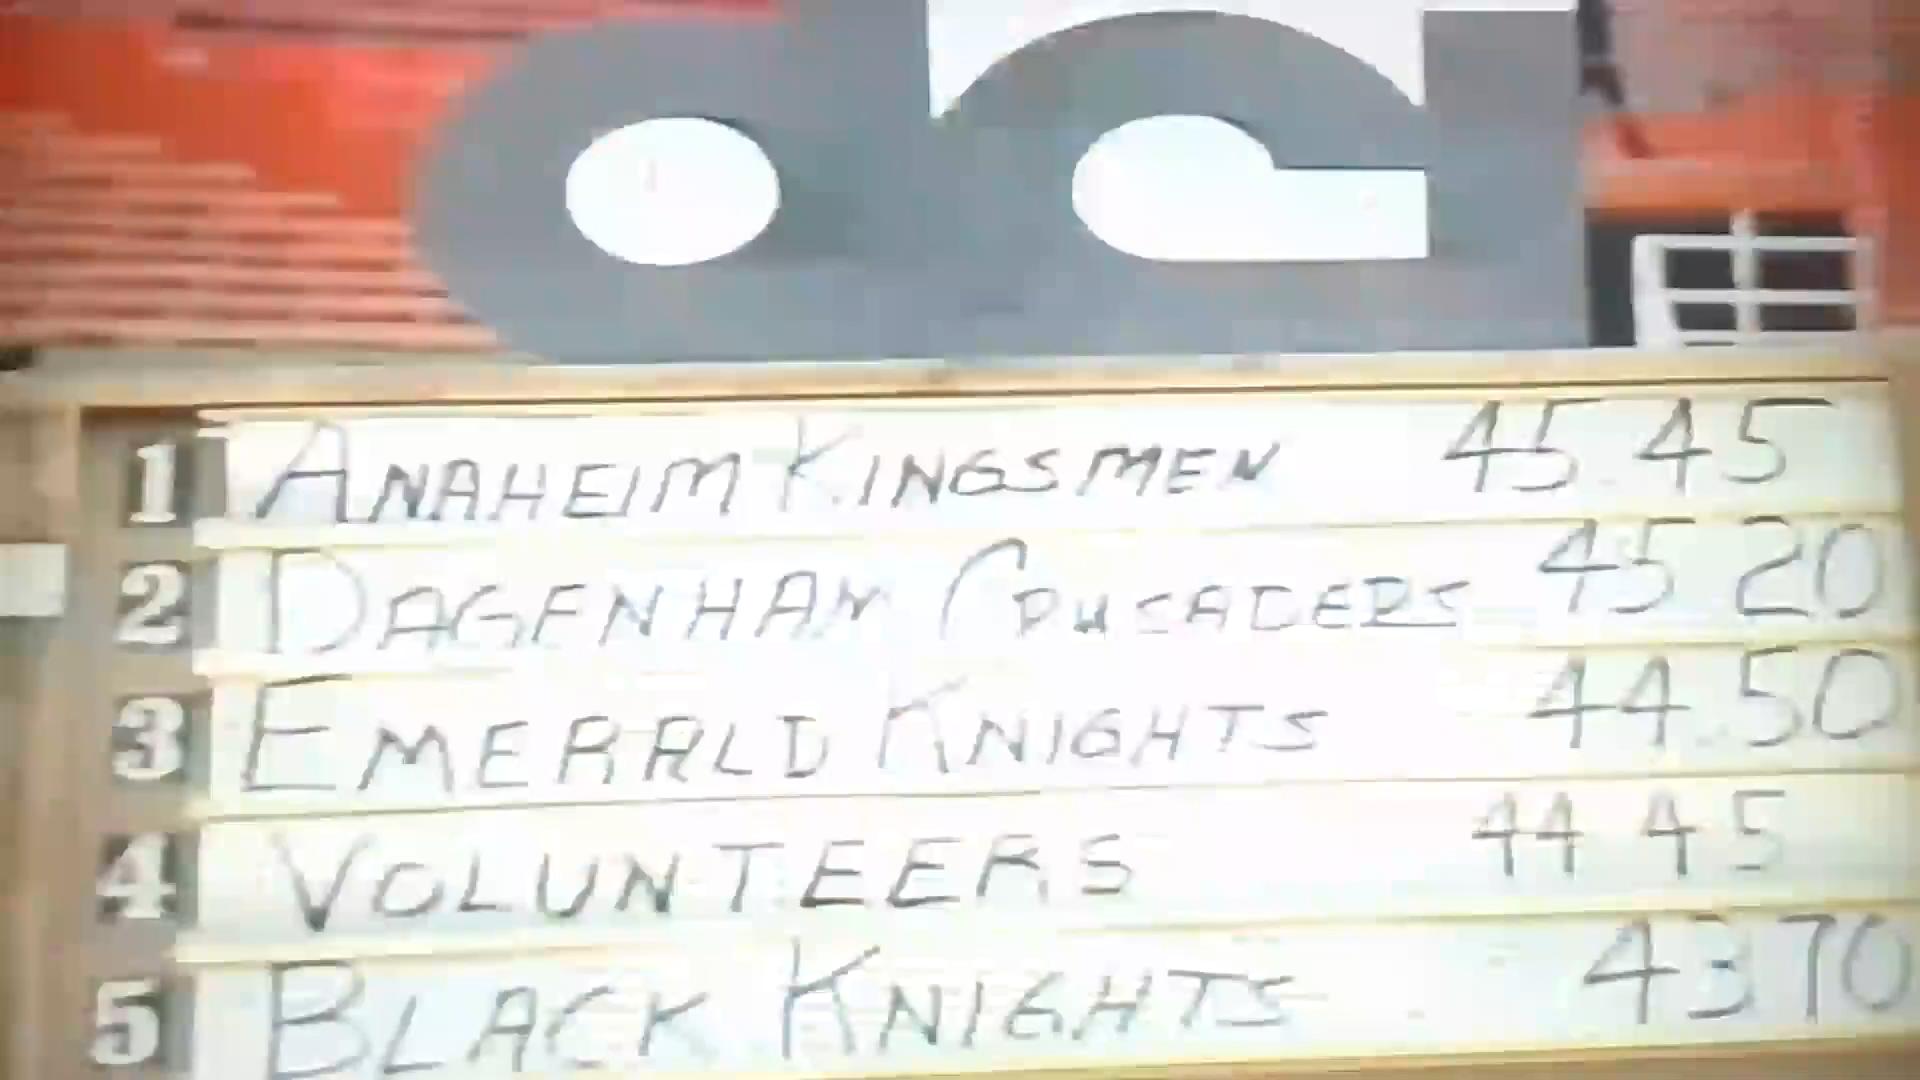 1 ANAHEIM KINGSMEN 45.45
2 DAGENHAM CRUSADERS 45 20
3 EMERALD KNIGHTS 44.50
4 VOLUNTEERS 44 45
5 BLACK KNIGHTS 43 70